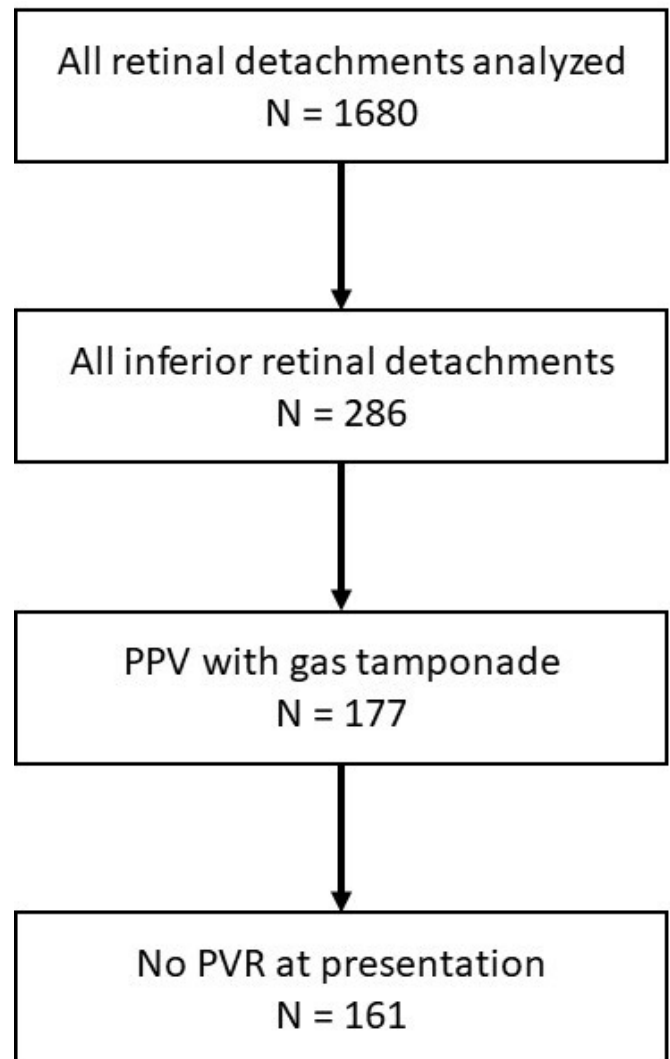 All retinal detachments analyzed
N = 1680
All inferior retinal detachments
N = 286
PPV with gas tamponade
N = 177
No PVR at presentation
N = 161